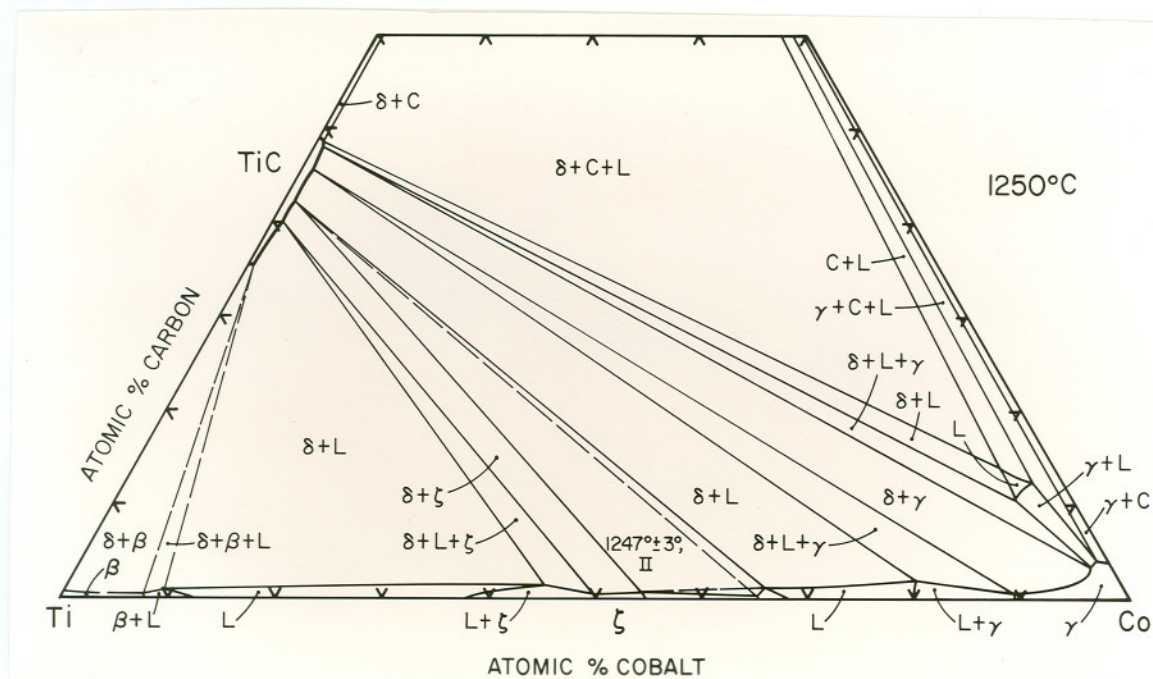 δ+C
TiC
δ+C+L
1250°C
C+L
γ+C+L
ATOMIC % CARBON
δ+L+γ
δ+L
L
δ+L
γ+L
δ+ζ
δ+L
δ+γ
γ+C
δ+β
δ+β+L
δ+L+ζ
1247°±3°,
II
δ+L+γ
β
Ti
β+L
L
L+ζ
ζ
L
L+γ
γ
Co
ATOMIC % COBALT